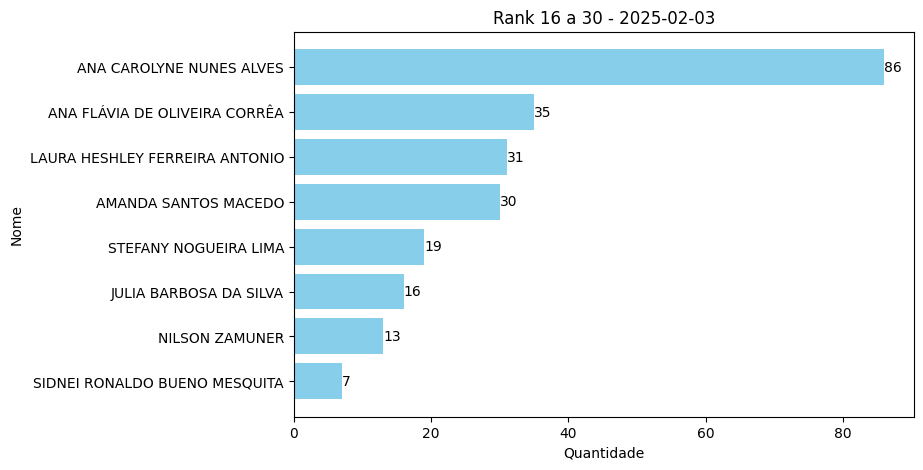 Rank 16 a 30 - 2025-02-03
ANA CAROLYNE NUNES ALVES 86
ANA FLÁVIA DE OLIVEIRA CORRÊA 35
LAURA HESHLEY FERREIRA ANTONIO 31
AMANDA SANTOS MACEDO 30
STEFANY NOGUEIRA LIMA 19
JULIA BARBOSA DA SILVA 16
NILSON ZAMUNER 13
SIDNEI RONALDO BUENO MESQUITA 7
Nome
0 20 40 60 80
Quantidade